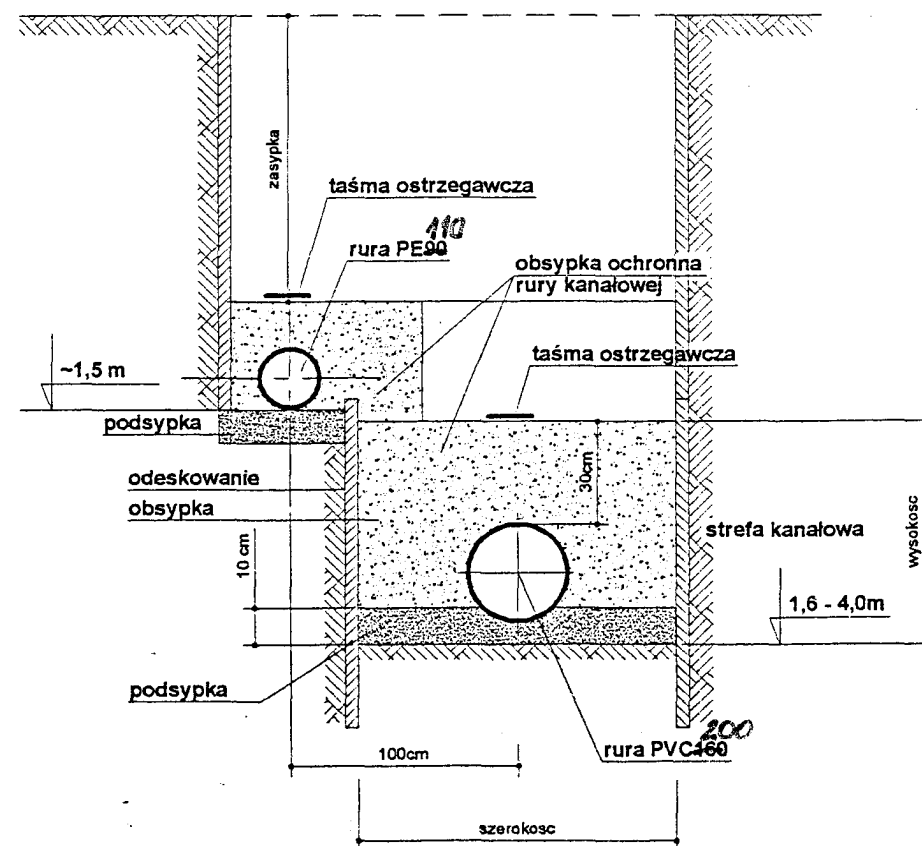 zasypka
taśma ostrzegawcza
110
rura PE90
obsypka ochronna
rury kanałowej
taśma ostrzegawcza
~1,5 m
podsypka
30cm
odeskowanie
obsypka
strefa kanałowa
wysokosc
10 cm
1,6 - 4,0m
podsypka
200
rura PVC160
100cm
szerokosc